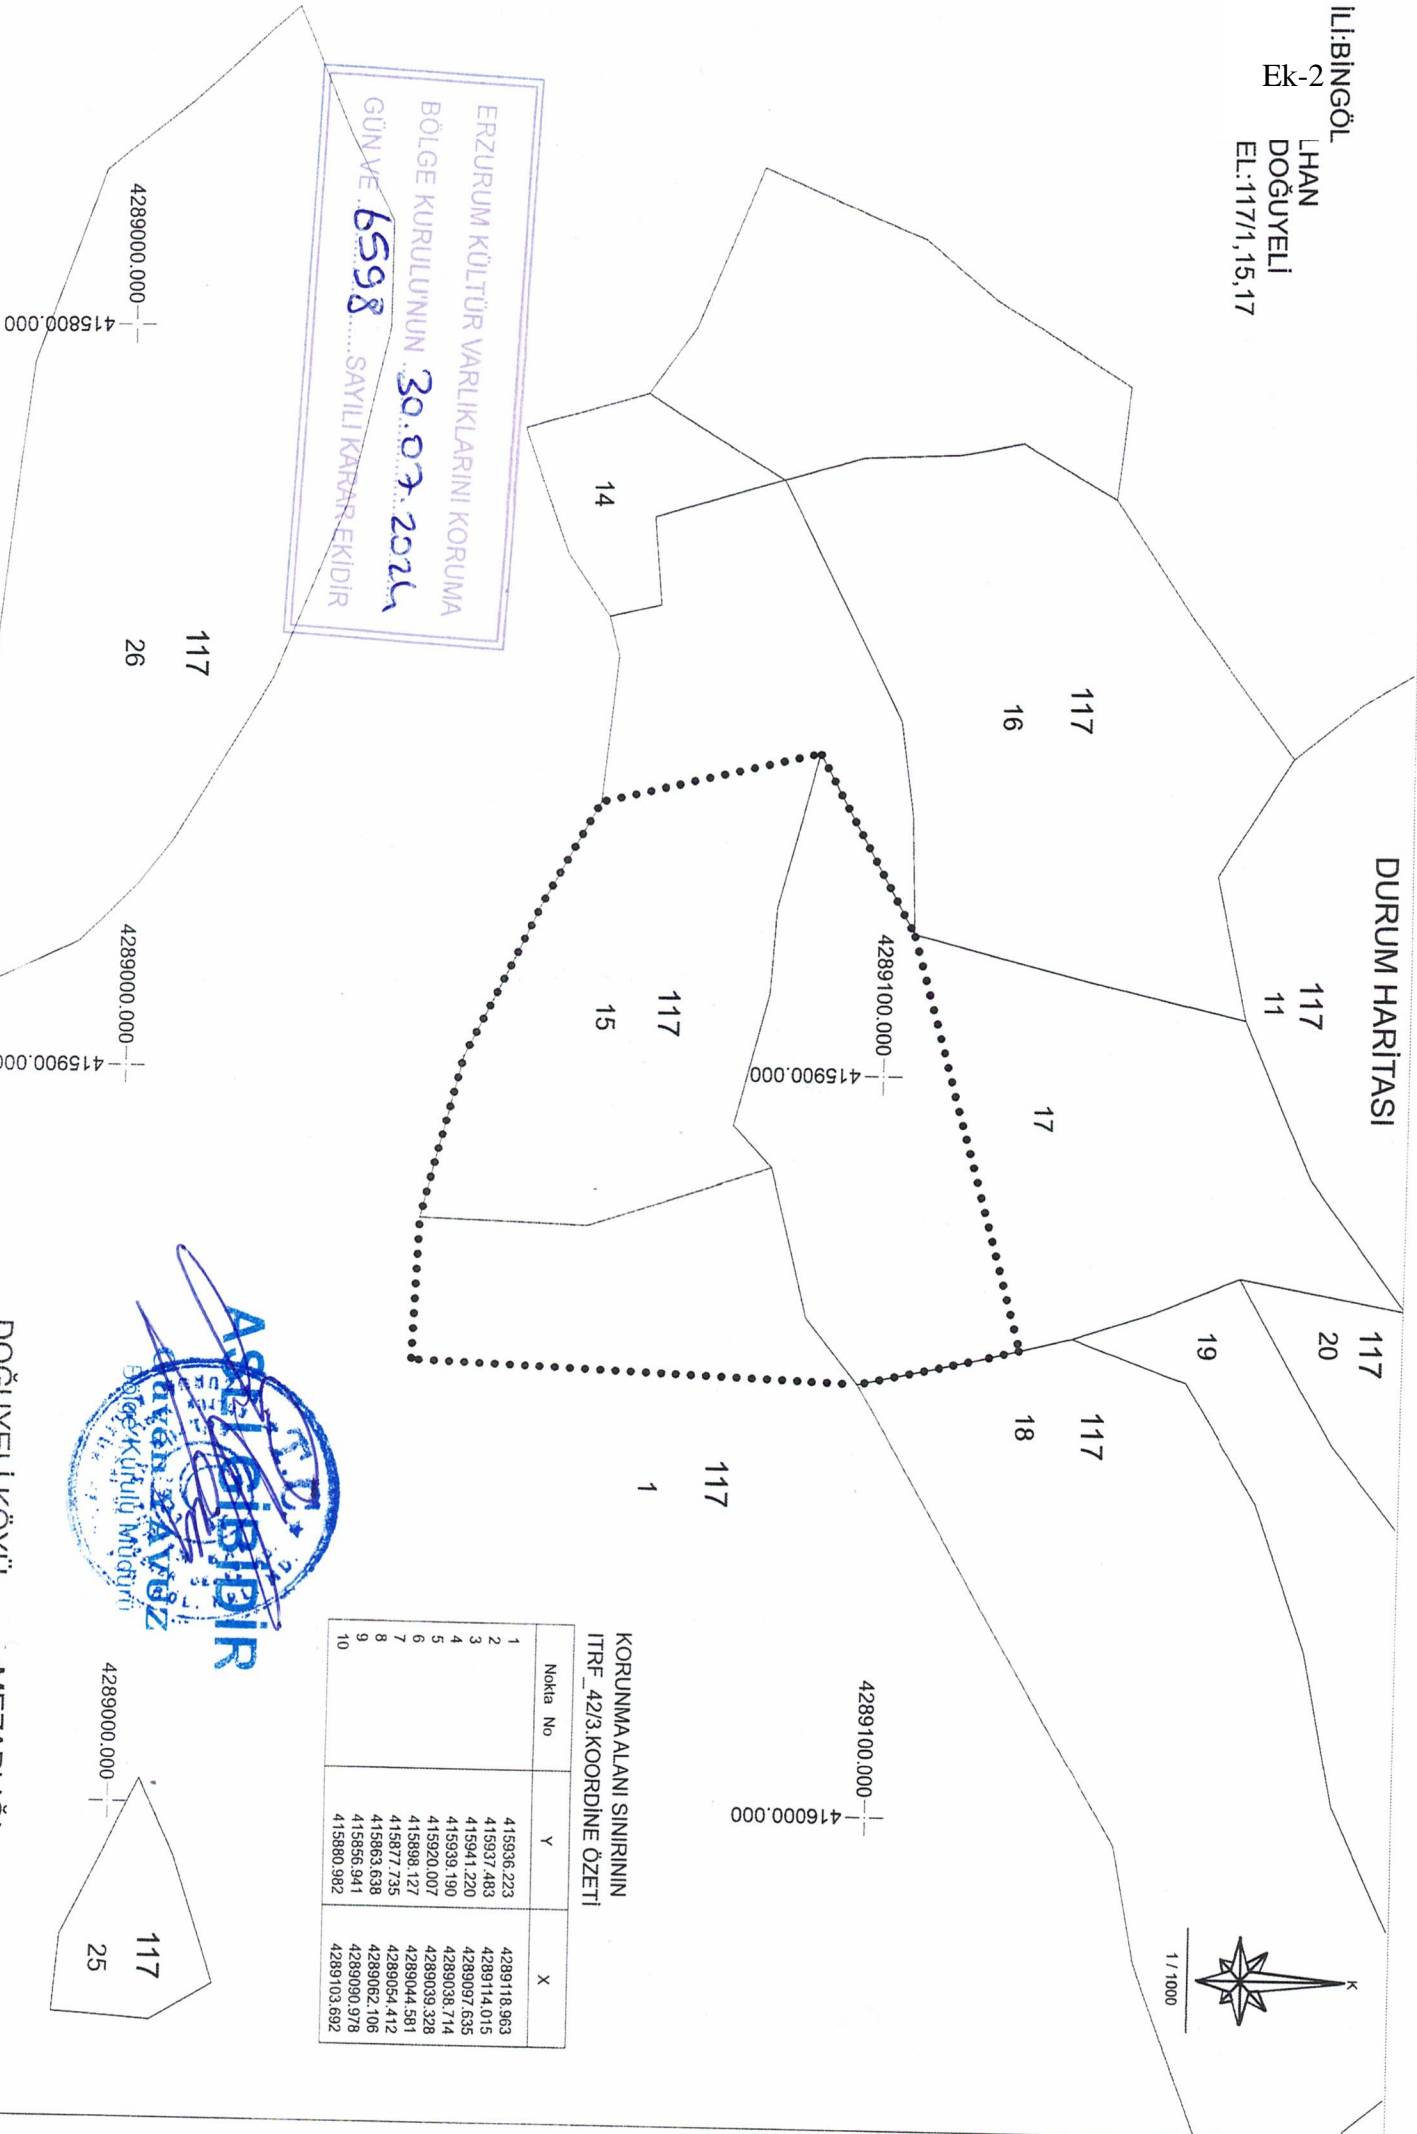 İLİ:BİNGÖL
Ek-2
LHAN
DOĞUYELİ
EL:117/1,15,17
DURUM HARİTASI
K
1 / 1000
117
11
117
20
19
117
16
17
117
18
14
4289100.000
415900.000
117
15
117
1
4289100.000
416000.000
ERZURUM KÜLTÜR VARLIKLARINI KORUMA
BÖLGE KURULU'NUN 30.07.2024
GÜN VE 6598 SAYILI KARAR EKİDİR
KORUNMA ALANI SINIRININ
ITRF_42/3.KOORDİNE ÖZETİ
Nokta No Y X
1 415936.223 4289118.963
2 415937.483 4289114.015
3 415941.220 4289097.635
4 415939.190 4289038.714
5 415920.007 4289039.328
6 415898.127 4289044.581
7 415877.735 4289054.412
8 415863.638 4289062.106
9 415856.941 4289090.978
10 415880.982 4289103.692
4289000.000
415800.000
117
26
4289000.000
415900.000
ASLI GİBİDİR
T.C.
Güven YAVUZ
Bölge Kurulu Müdürü
4289000.000
117
25
DOĞUYELİ KÖYÜ